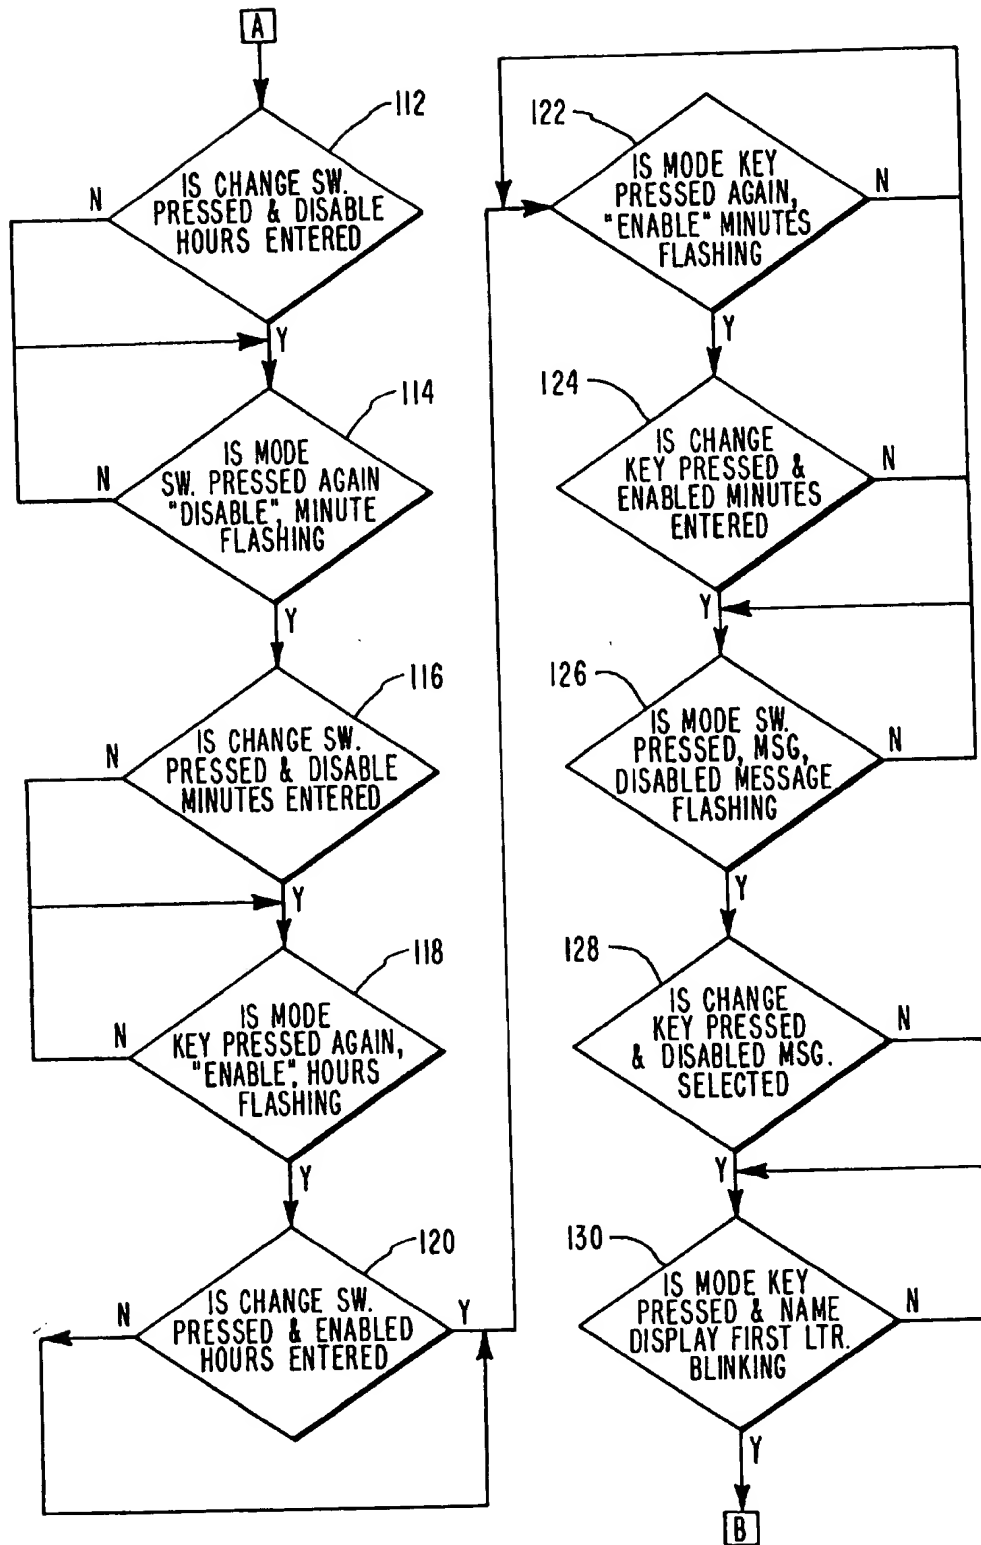 A
112
IS CHANGE SW.
PRESSED & DISABLE
HOURS ENTERED
N
Y
114
IS MODE
SW. PRESSED AGAIN
"DISABLE", MINUTE
FLASHING
N
Y
116
IS CHANGE SW.
PRESSED & DISABLE
MINUTES ENTERED
N
Y
118
IS MODE
KEY PRESSED AGAIN,
"ENABLE", HOURS
FLASHING
N
Y
120
IS CHANGE SW.
PRESSED & ENABLED
HOURS ENTERED
N
Y
122
IS MODE KEY
PRESSED AGAIN,
"ENABLE" MINUTES
FLASHING
N
Y
124
IS CHANGE
KEY PRESSED &
ENABLED MINUTES
ENTERED
N
Y
126
IS MODE SW.
PRESSED, MSG,
DISABLED MESSAGE
FLASHING
N
Y
128
IS CHANGE
KEY PRESSED
& DISABLED MSG.
SELECTED
N
Y
130
IS MODE KEY
PRESSED & NAME
DISPLAY FIRST LTR.
BLINKING
N
Y
B